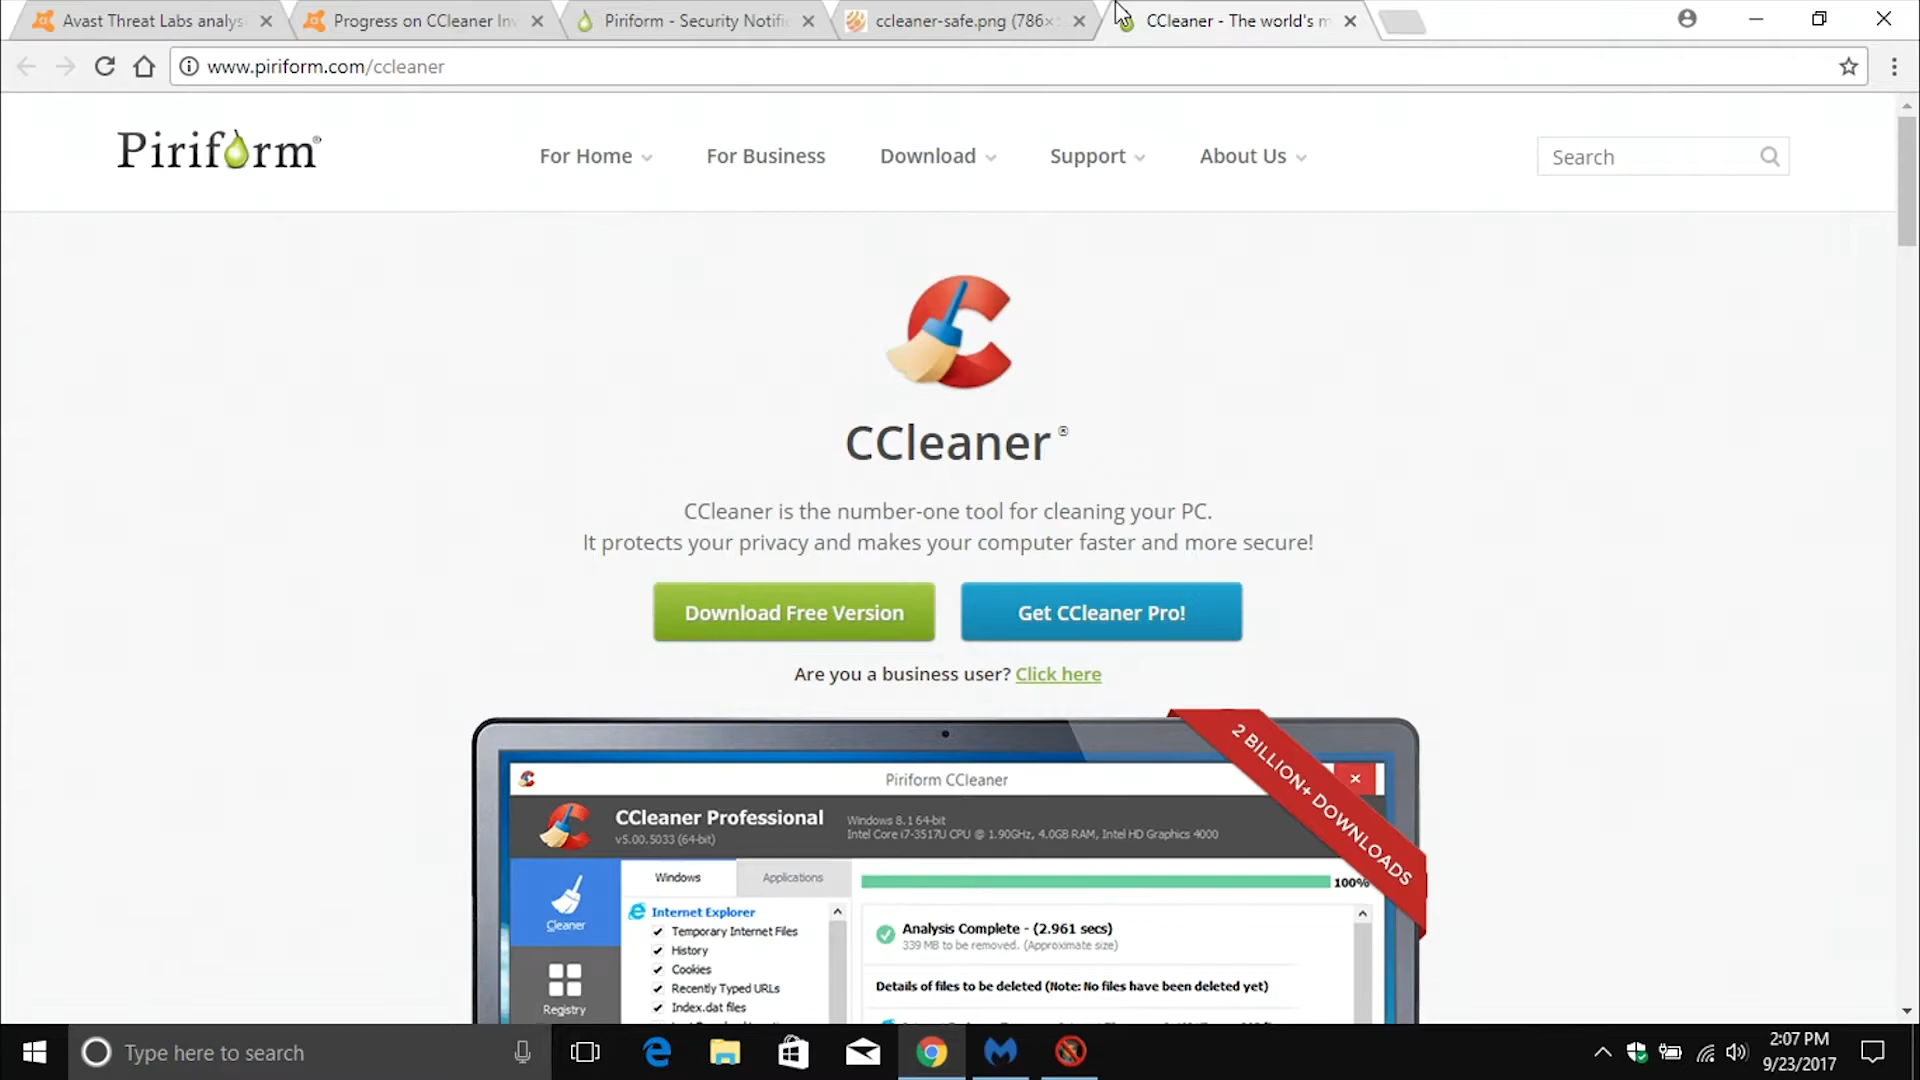 Avast Threat Labs analys
Progress on CCleaner Inv
Piriform - Security Notifi
ccleaner-safe.png (786×
CCleaner - The world's m
www.piriform.com/ccleaner
Piriform®
For Home
For Business
Download
Support
About Us
Search
CCleaner®
CCleaner is the number-one tool for cleaning your PC.
It protects your privacy and makes your computer faster and more secure!
Download Free Version
Get CCleaner Pro!
Are you a business user? Click here
2 BILLION+ DOWNLOADS
Piriform CCleaner
CCleaner Professional
v5.00.5033 (64-bit)
Windows 8.1 64-bit
Intel Core i7-3517U CPU @ 1.90GHz, 4.0GB RAM, Intel HD Graphics 4000
Cleaner
Registry
Windows
Applications
Internet Explorer
Temporary Internet Files
History
Cookies
Recently Typed URLs
Index.dat files
100%
Analysis Complete - (2.961 secs)
339 MB to be removed. (Approximate size)
Details of files to be deleted (Note: No files have been deleted yet)
Type here to search
2:07 PM
9/23/2017